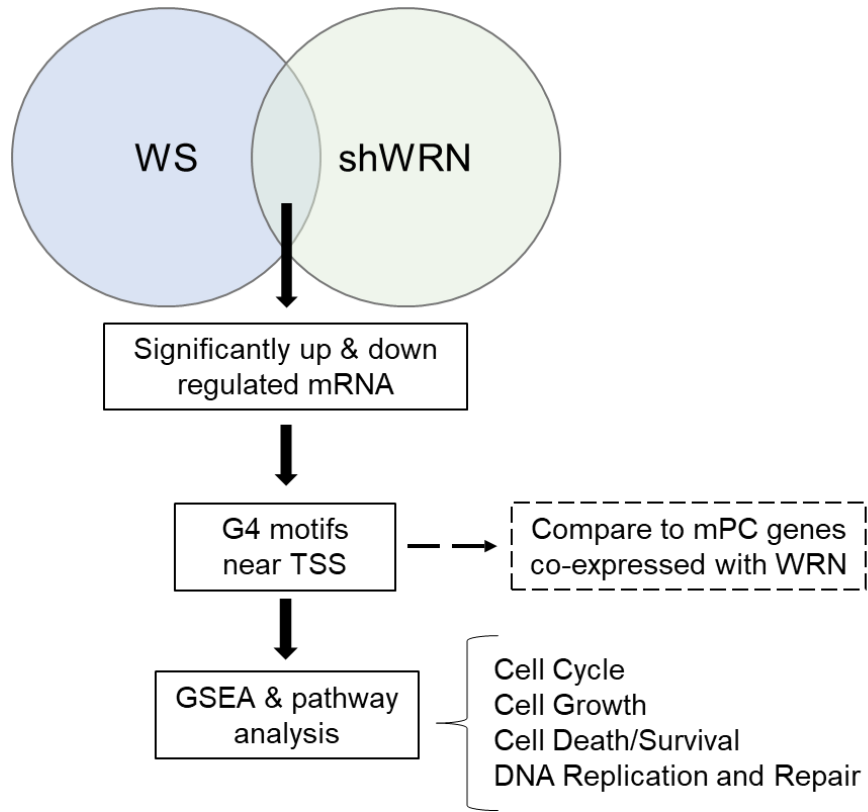 WS
shWRN
Significantly up & down
regulated mRNA
G4 motifs
near TSS
Compare to mPC genes
co-expressed with WRN
GSEA & pathway
analysis
Cell Cycle
Cell Growth
Cell Death/Survival
DNA Replication and Repair